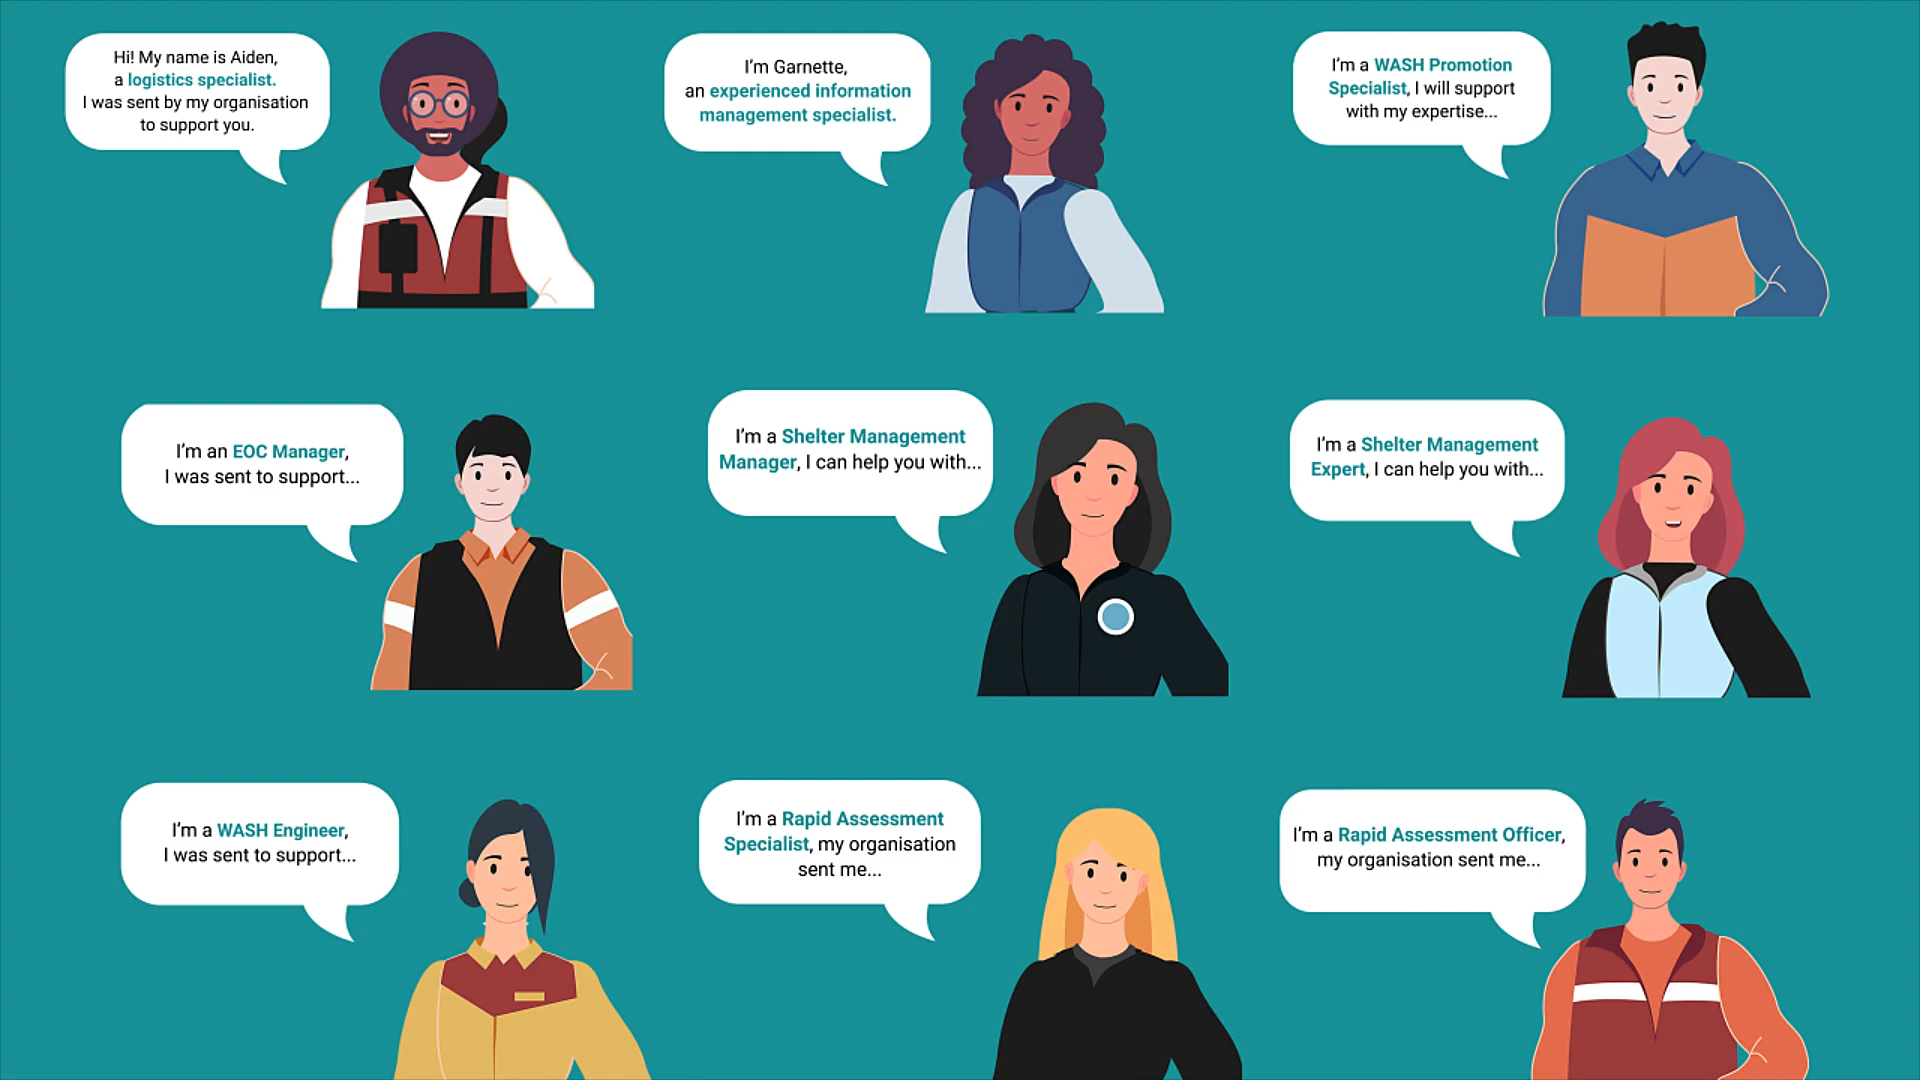 Hi! My name is Aiden,
a logistics specialist.
I was sent by my organisation
to support you.
I'm Garnette,
an experienced information
management specialist.
I'm a WASH Promotion
Specialist, I will support
with my expertise...
I'm an EOC Manager,
I was sent to support...
I'm a Shelter Management
Manager, I can help you with...
I'm a Shelter Management
Expert, I can help you with...
I'm a WASH Engineer,
I was sent to support...
I'm a Rapid Assessment
Specialist, my organisation
sent me...
I'm a Rapid Assessment Officer,
my organisation sent me...